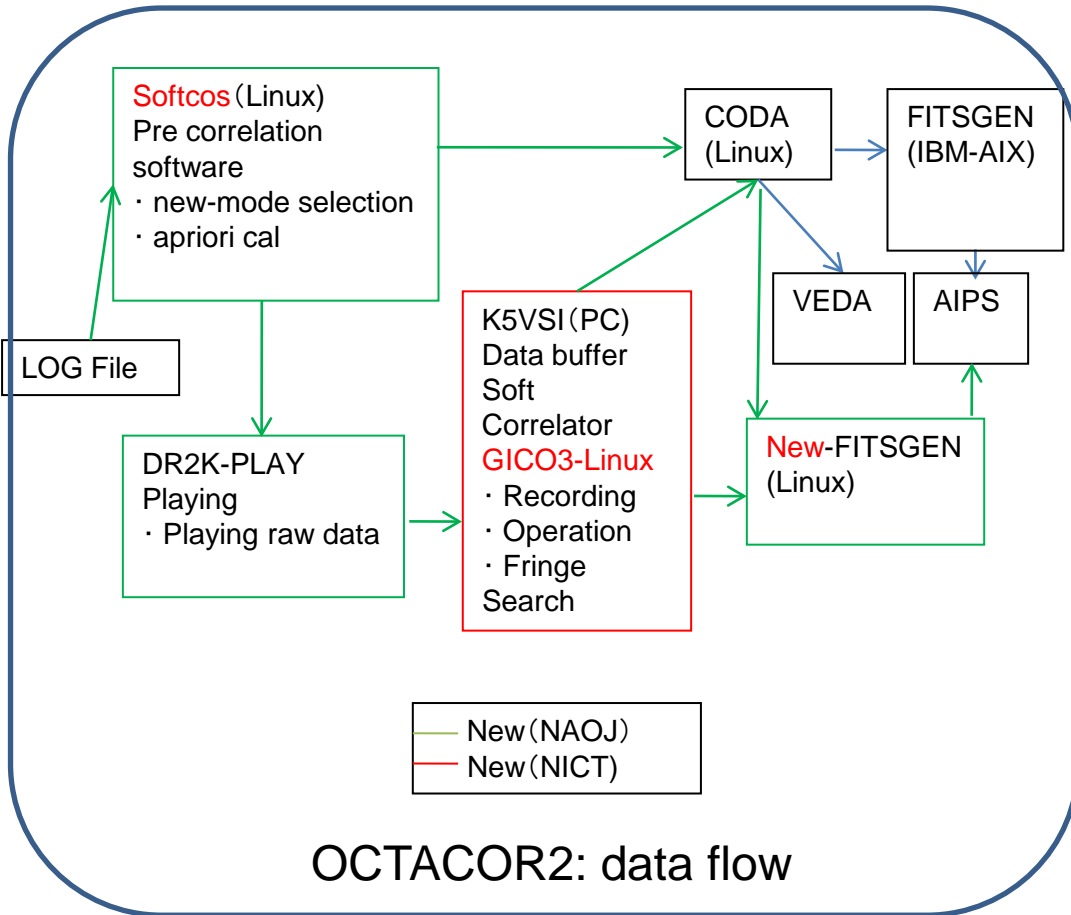 Softcos（Linux)
Pre correlation
software
・new-mode selection
・apriori cal
CODA
(Linux)
FITSGEN
(IBM-AIX)
LOG File
K5VSI（PC)
Data buffer
Soft
Correlator
GICO3-Linux
・Recording
・Operation
・Fringe
Search
VEDA
AIPS
DR2K-PLAY
Playing
・Playing raw data
New-FITSGEN
(Linux)
New（NAOJ）
New（NICT)
OCTACOR2: data flow